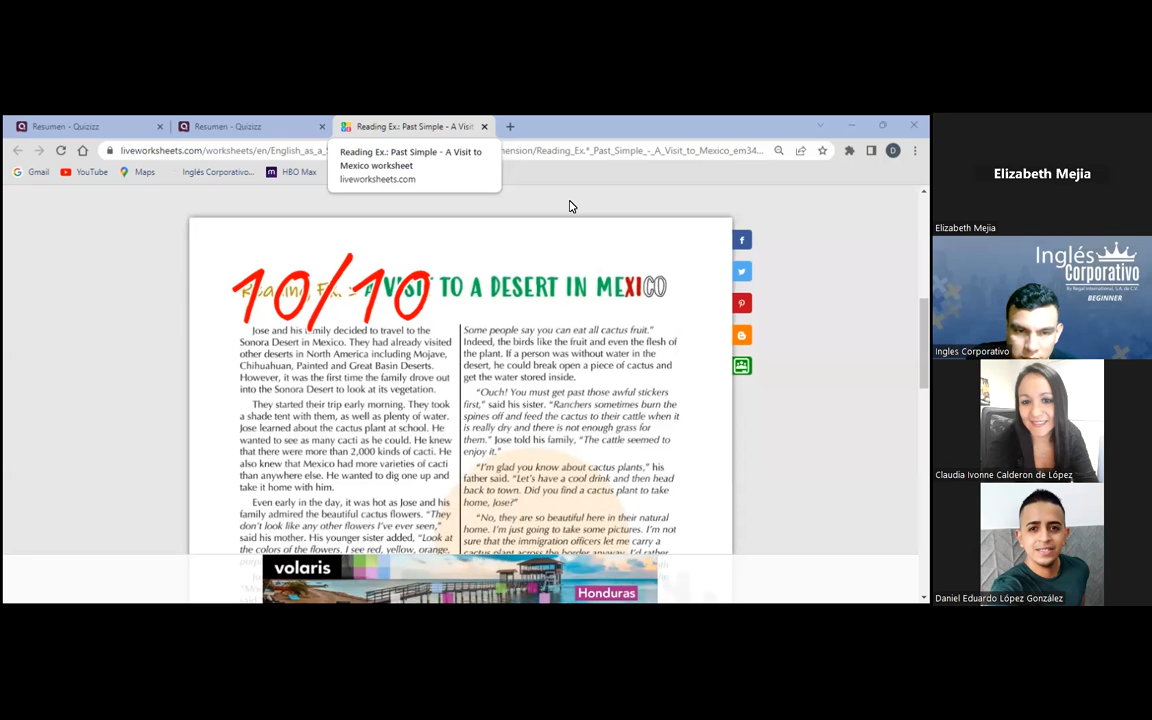 Resumen - Quizizz
Resumen - Quizizz
Reading Ex.: Past Simple - A Visit
liveworksheets.com/worksheets/en/English_as_a_
hension/Reading_Ex.*_Past_Simple_-_A_Visit_to_Mexico_em34...
Reading Ex.: Past Simple - A Visit to
Mexico worksheet
liveworksheets.com
Gmail
YouTube
Maps
Inglés Corporativo...
HBO Max
10/10
A VISIT TO A DESERT IN MEXICO
Jose and his family decided to travel to the
Sonora Desert in Mexico. They had already visited
other deserts in North America including Mojave,
Chihuahuan, Painted and Great Basin Deserts.
However, it was the first time the family drove out
into the Sonora Desert to look at its vegetation.
They started their trip early morning. They took
a shade tent with them, as well as plenty of water.
Jose learned about the cactus plant at school. He
wanted to see as many cacti as he could. He knew
that there were more than 2,000 kinds of cacti. He
also knew that Mexico had more varieties of cacti
than anywhere else. He wanted to dig one up and
take it home with him.
Even early in the day, it was hot as Jose and his
family admired the beautiful cactus flowers. “They
don't look like any other flowers I've ever seen,”
said his mother. His younger sister added, “Look at
the colors of the flowers. I see red, yellow, orange,
Some people say you can eat all cactus fruit.”
Indeed, the birds like the fruit and even the flesh of
the plant. If a person was without water in the
desert, he could break open a piece of cactus and
get the water stored inside.
“Ouch! You must get past those awful stickers
first,” said his sister. “Ranchers sometimes burn the
spines off and feed the cactus to their cattle when it
is really dry and there is not enough grass for
them.” Jose told his family, “The cattle seemed to
enjoy it.”
“I'm glad you know about cactus plants,” his
father said. “Let's have a cool drink and then head
back to town. Did you find a cactus plant to take
home, Jose?”
“No, they are so beautiful here in their natural
home. I'm just going to take some pictures. I'm not
sure that the immigration officers let me carry a
cactus plant across the border anyway. I'd rather
volaris
Honduras
Elizabeth Mejia
Elizabeth Mejia
Inglés
Corporativo
By Regal International, S.A. de C.V.
BEGINNER
Ingles Corporativo
Claudia Ivonne Calderon de López
Daniel Eduardo López González